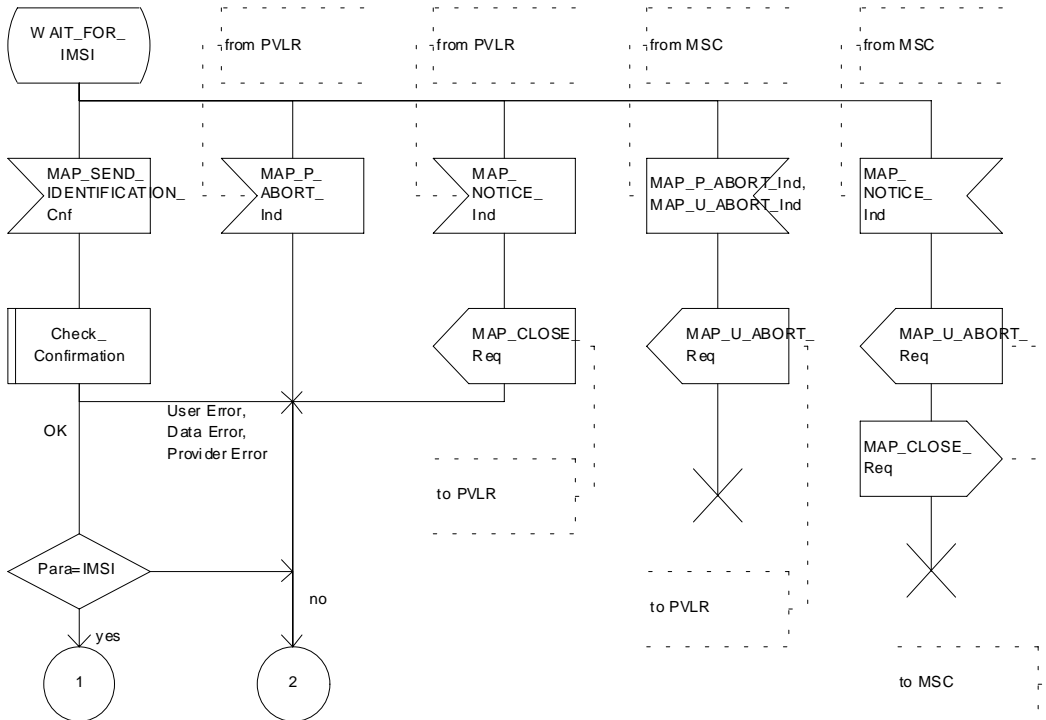 WAIT_FOR_
IMSI
from PVLR
from PVLR
from MSC
from MSC
MAP_SEND_
IDENTIFICATION_
Cnf
MAP_P_
ABORT_
Ind
MAP_
NOTICE_
Ind
MAP_P_ABORT_Ind,
MAP_U_ABORT_Ind
MAP_
NOTICE_
Ind
Check_
Confirmation
MAP_CLOSE_
Req
MAP_U_ABORT_
Req
MAP_U_ABORT_
Req
OK
User Error,
Data Error,
Provider Error
MAP_CLOSE_
Req
to PVLR
Para=IMSI
no
to PVLR
yes
1
2
to MSC